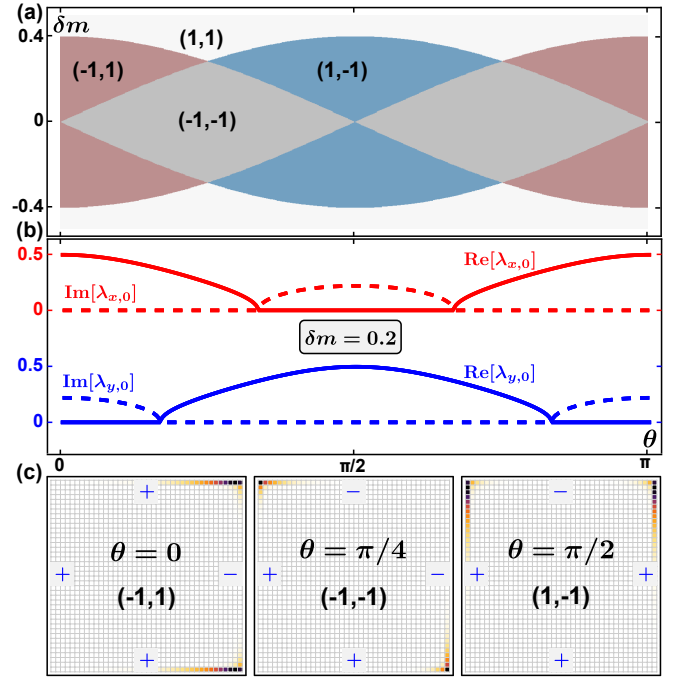 (a)
δm
0.4
0
-0.4
(1,1)
(-1,1)
(1,-1)
(-1,-1)
(b)
0.5
0
Im[λx,0]
Re[λx,0]
δm = 0.2
0.5
0
Im[λy,0]
Re[λy,0]
0
π/2
π
θ
(c)
+
+
θ = 0
(-1,1)
−
+
−
+
θ = π/4
(-1,-1)
−
+
−
+
θ = π/2
(1,-1)
+
+